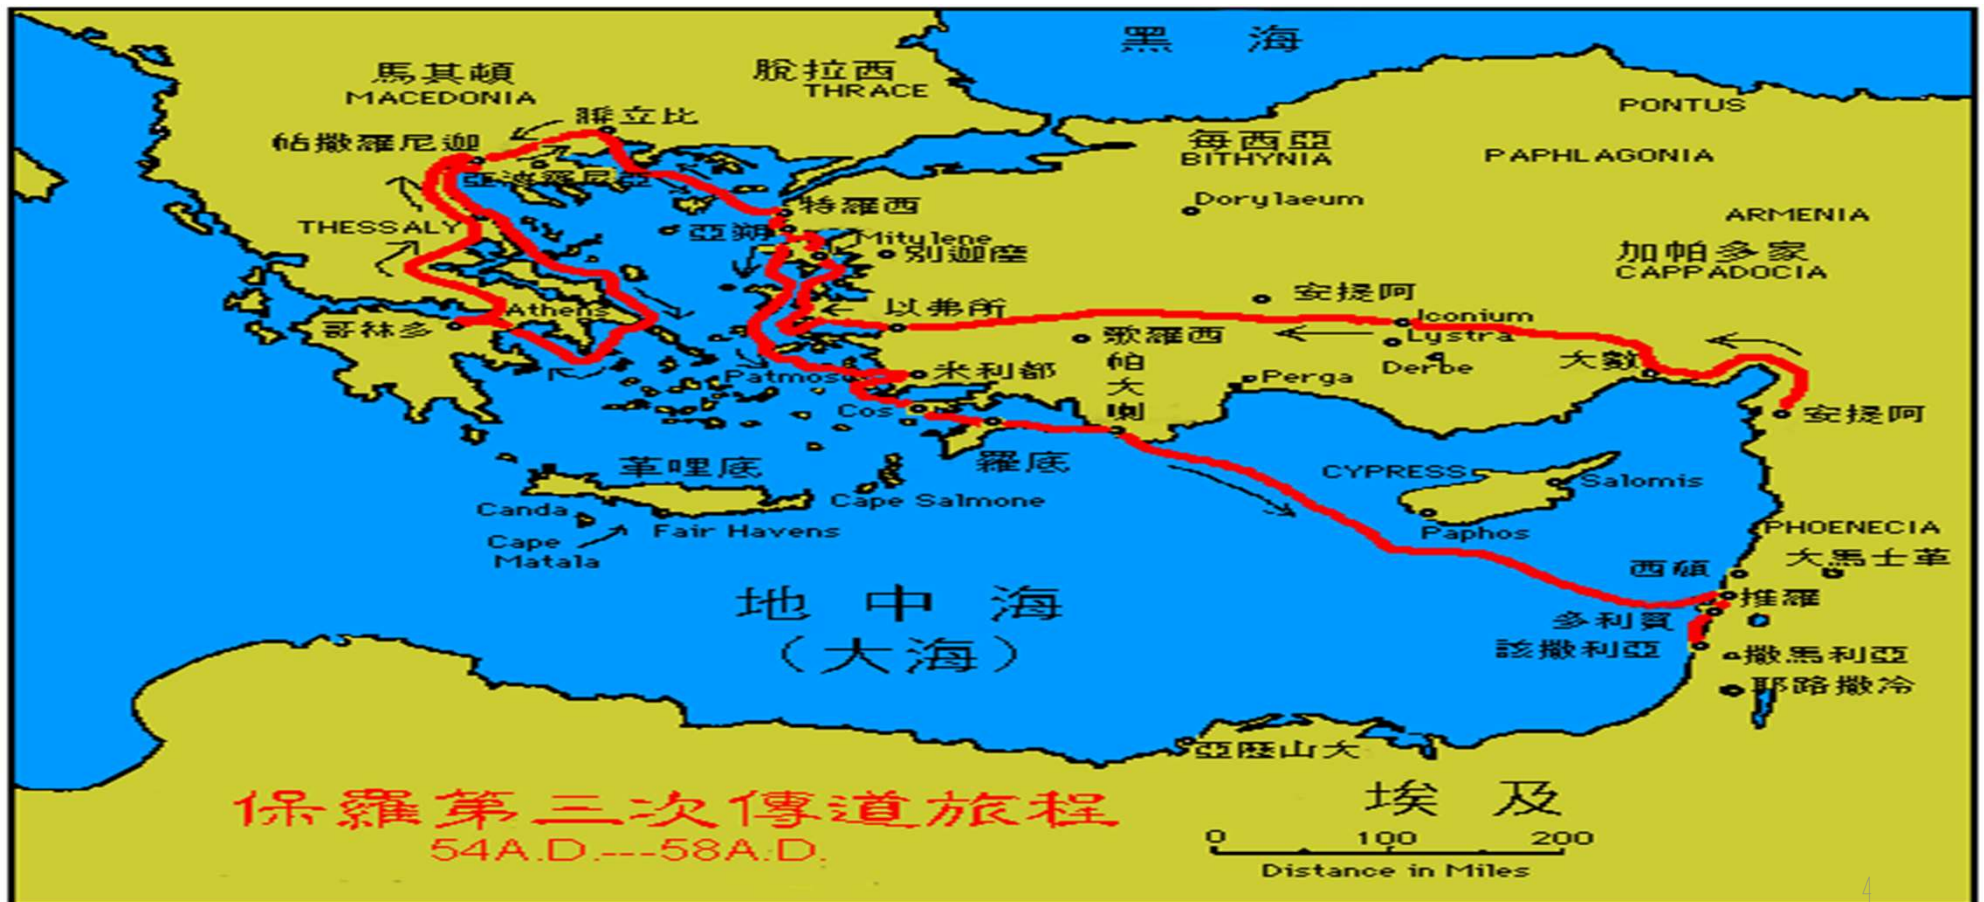 黑 海
馬其頓
MACEDONIA
脫拉西
THRACE
PONTUS
腓立比
帖撒羅尼迦
每西亞
BITHYNIA
PAPHLAGONIA
亞波羅尼亞
特羅西
Dorylaeum
ARMENIA
THESSALY
亞朔
Mitylene
別迦摩
加帕多家
CAPPADOCIA
安提阿
以弗所
Athens
哥林多
Iconium
歌羅西
Lystra
帕大喇
Derbe
大數
Patmos
米利都
Perga
Cos
安提阿
革哩底
羅底
CYPRESS
Salomis
Canda
Cape Salmone
Fair Havens
Cape
Matala
Paphos
PHOENECIA
大馬士革
西頓
推羅
多利買
該撒利亞
撒馬利亞
耶路撒冷
地 中 海
(大海)
亞歷山大
埃 及
保羅第三次傳道旅程
54A.D.---58A.D.
0 100 200
Distance in Miles
4